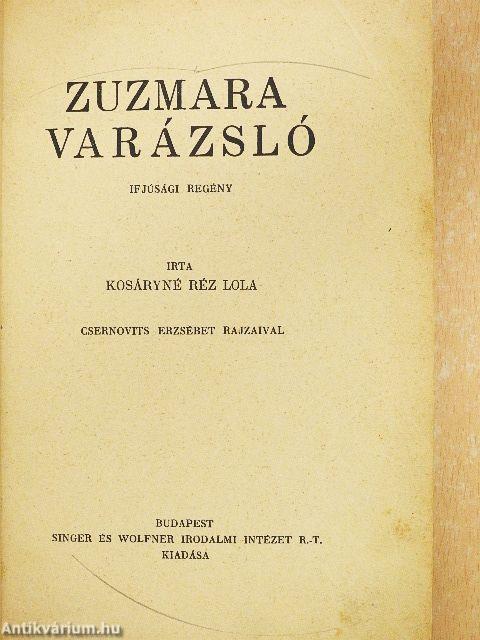 ZUZMARA
VARÁZSLÓ
IFJÚSÁGI REGÉNY
IRTA
KOSÁRYNÉ RÉZ LOLA
CSERNOVITS ERZSÉBET RAJZAIVAL
BUDAPEST
SINGER ÉS WOLFNER IRODALMI INTÉZET R.-T.
KIADÁSA
Antikvárium.hu